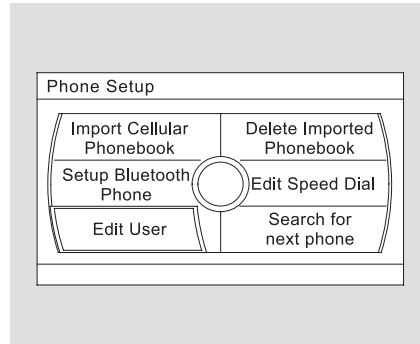 Phone Setup
Import Cellular
Phonebook
Delete Imported
Phonebook
Setup Bluetooth
Phone
Edit Speed Dial
Edit User
Search for
next phone